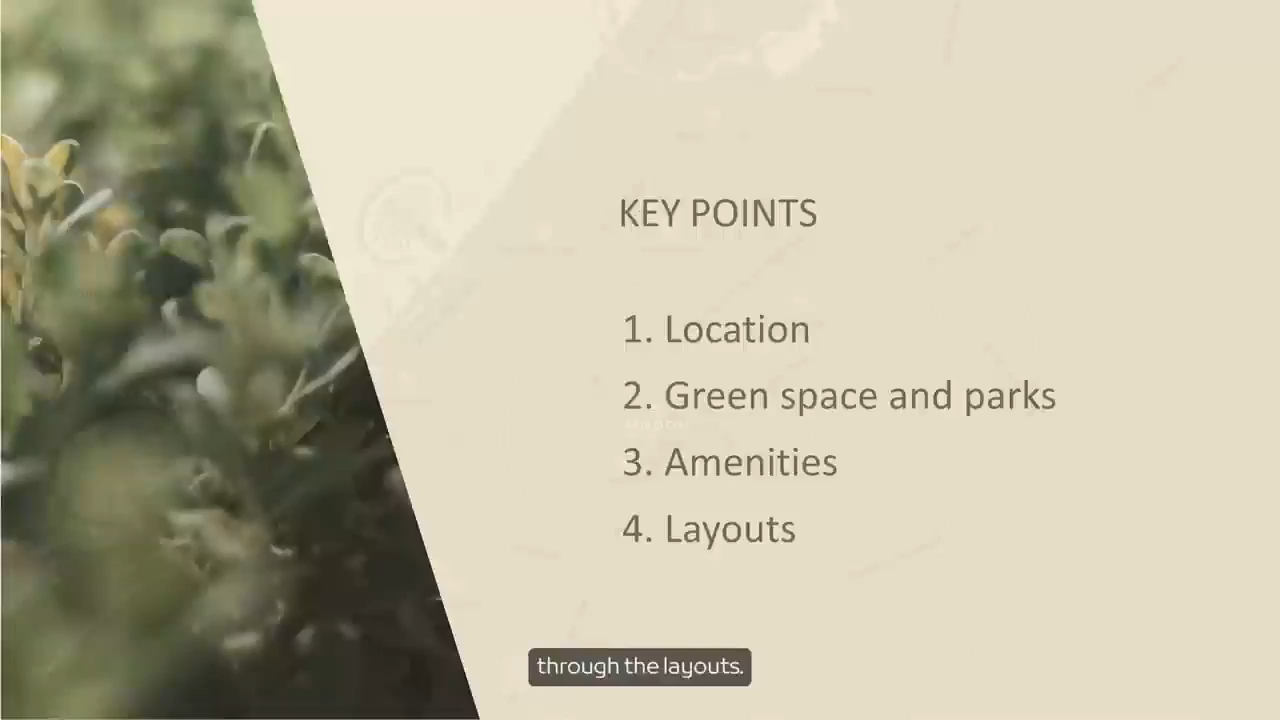 KEY POINTS
1. Location
2. Green space and parks
3. Amenities
4. Layouts
through the layouts.